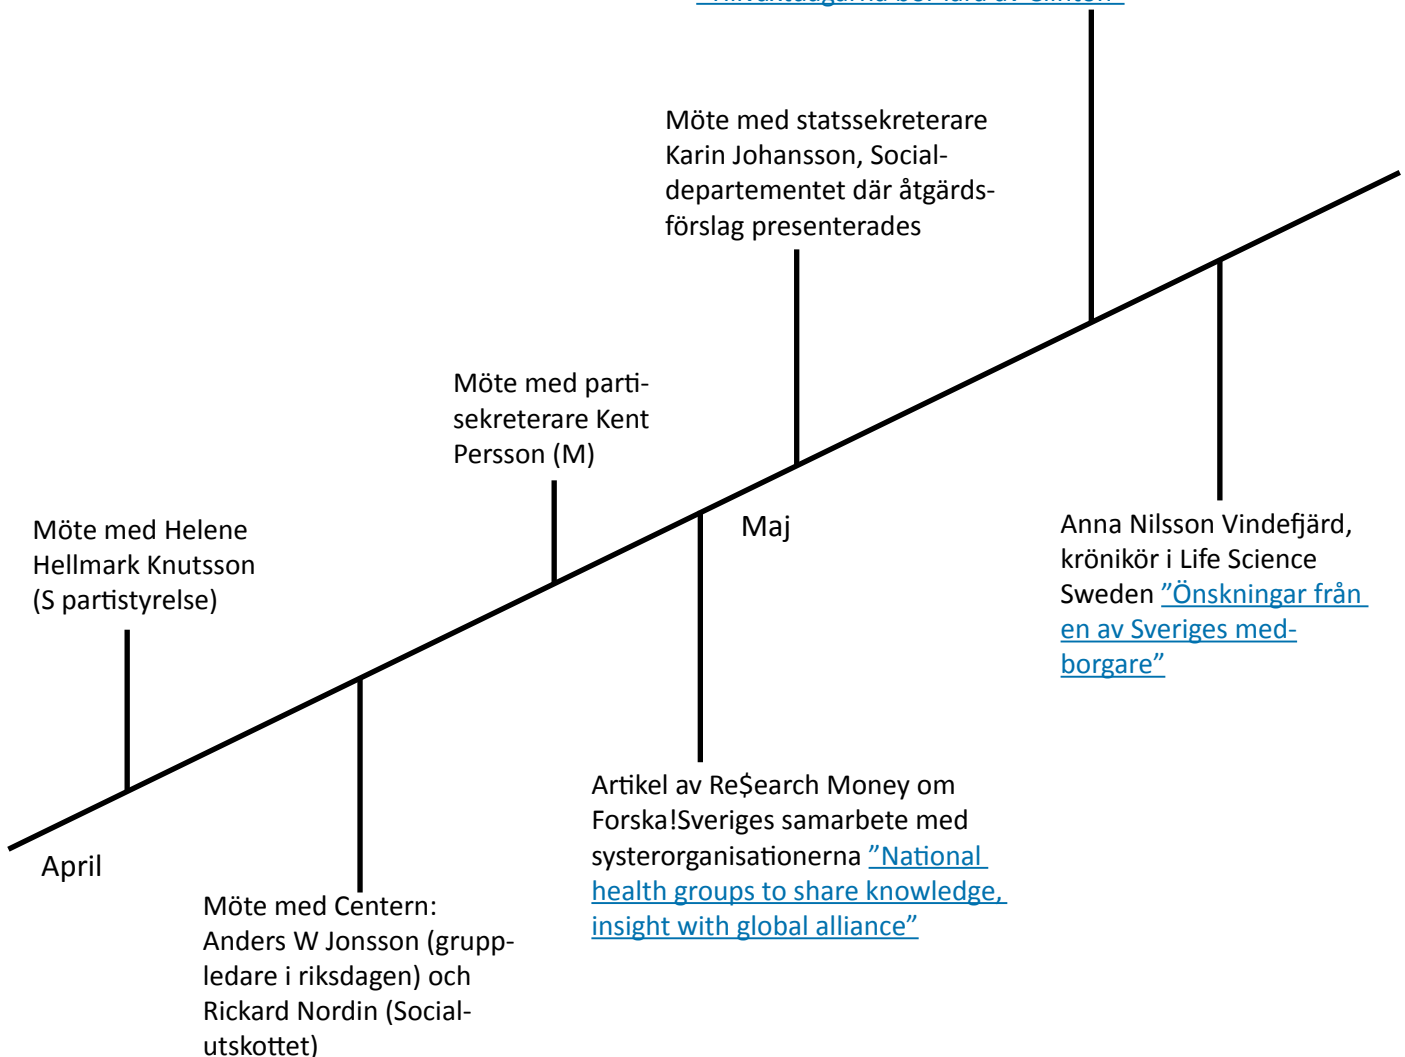 Möte med statssekreterare
Karin Johansson, Social-
departementet där åtgärds-
förslag presenterades
Möte med parti-
sekreterare Kent
Persson (M)
Möte med Helene
Hellmark Knutsson
(S partistyrelse)
Maj
Anna Nilsson Vindefjärd,
krönikör i Life Science
Sweden ”Önskningar från
en av Sveriges med-
borgare”
April
Artikel av Re$earch Money om
Forska!Sveriges samarbete med
systerorganisationerna ”National
health groups to share knowledge,
insight with global alliance”
Möte med Centern:
Anders W Jonsson (grupp-
ledare i riksdagen) och
Rickard Nordin (Social-
utskottet)